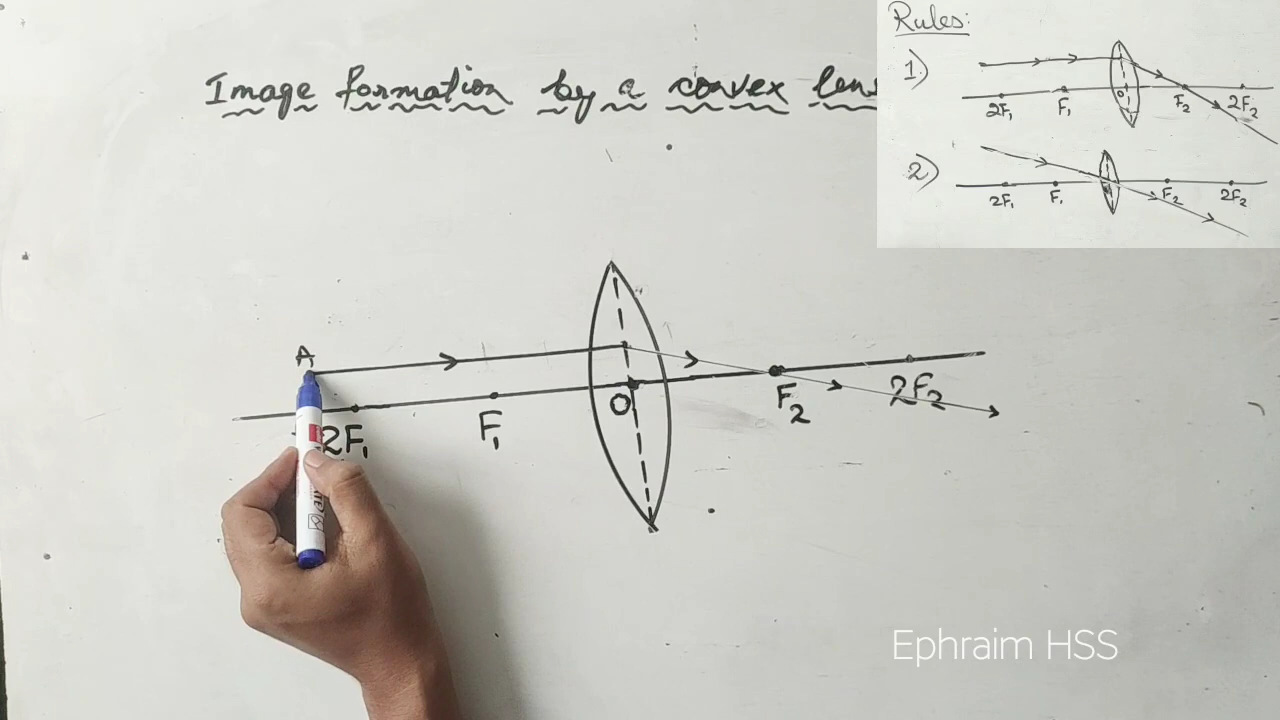 Image formation by a convex lens
Rules:
1)
2F₁ F₁ O F₂ 2F₂
2)
2F₁ F₁ F₂ 2F₂
A
2F₁ F₁ O F₂ 2F₂
Ephraim HSS